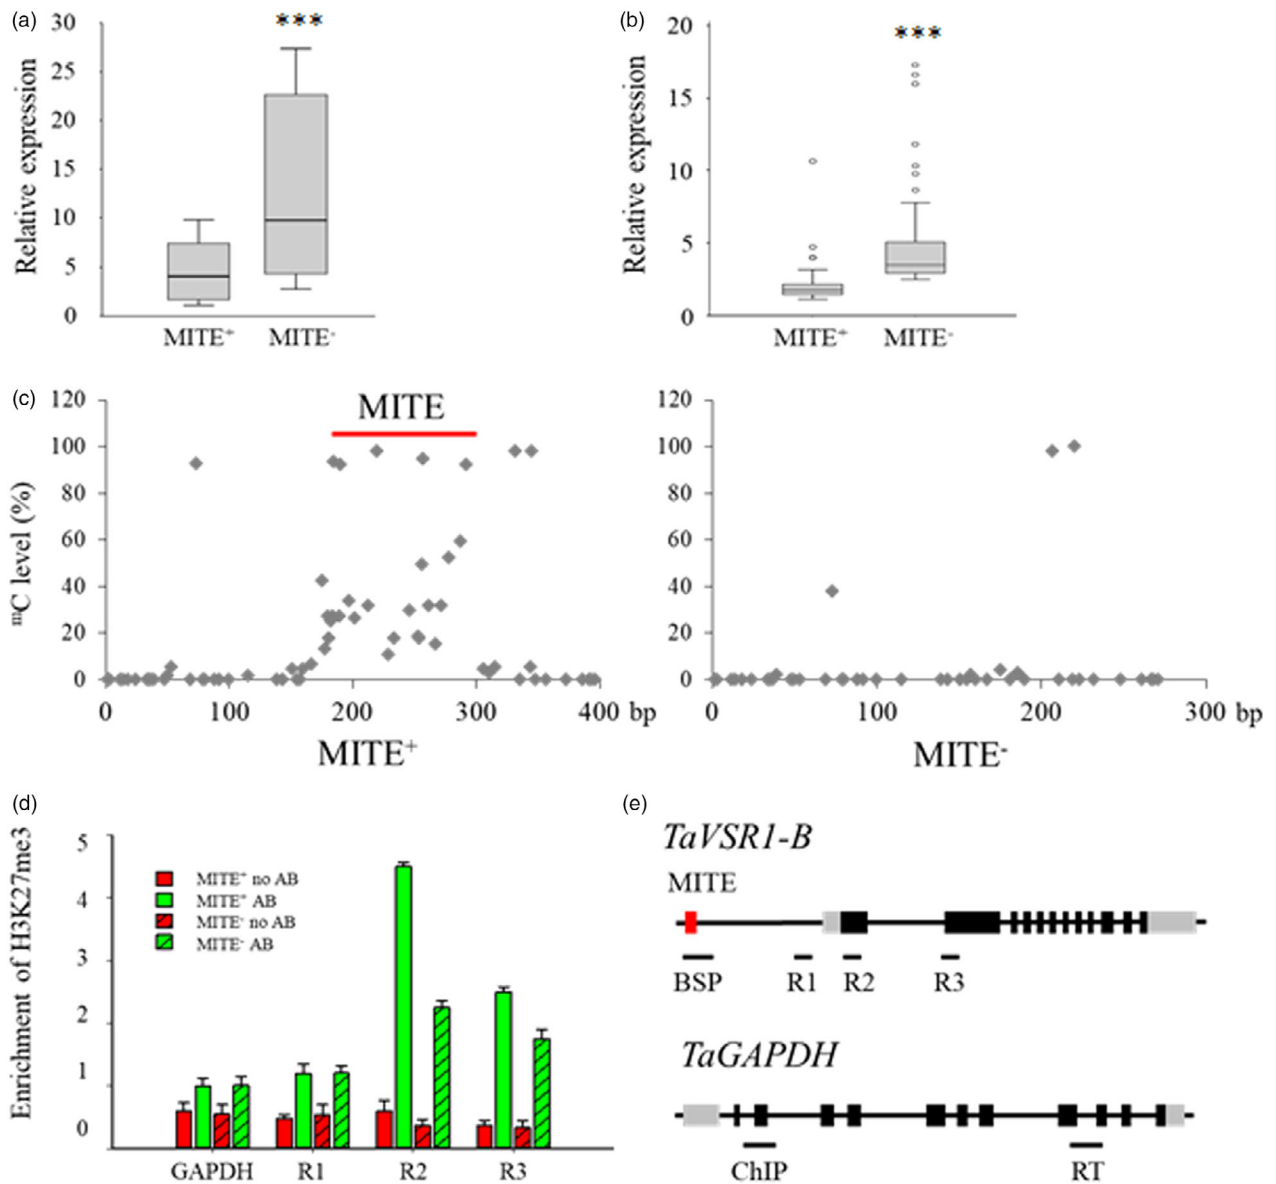 (a)
30
25
20
15
10
5
0
Relative expression
***
MITE+ MITE-
(b)
20
15
10
5
0
Relative expression
***
MITE+ MITE-
(c)
120
100
80
60
40
20
0
mC level (%)
MITE
0 100 200 300 400 bp
MITE+
120
100
80
60
40
20
0
0 100 200 300 bp
MITE-
(d)
5
4
3
2
1
0
Enrichment of H3K27me3
MITE+ no AB
MITE+ AB
MITE- no AB
MITE- AB
GAPDH R1 R2 R3
(e)
TaVSR1-B
MITE
BSP R1 R2 R3
TaGAPDH
ChIP RT